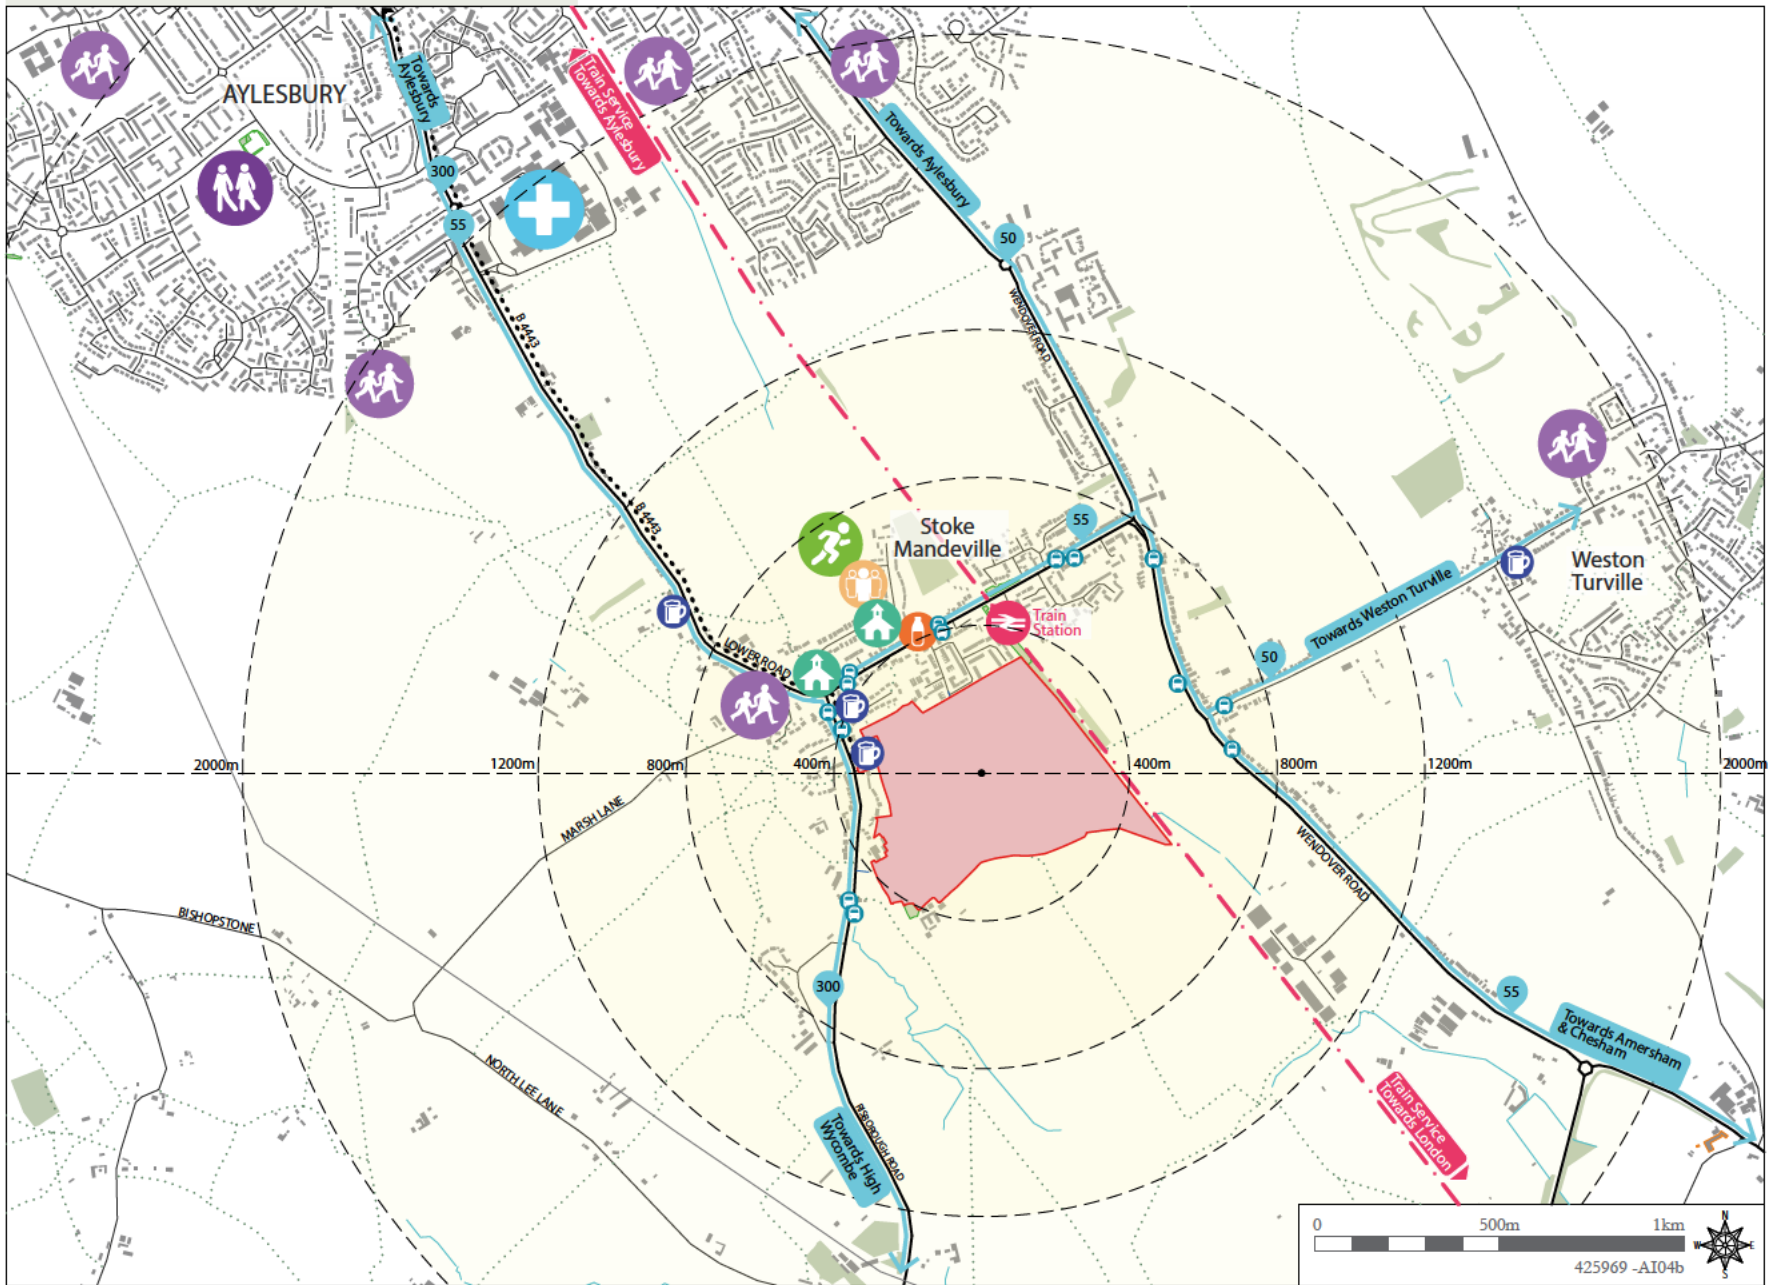 AYLESBURY
Towards
Aylesbury
Train Service
Towards Aylesbury
Towards Aylesbury
300
55
50
B 4443
WENDOVER ROAD
B 4443
55
Stoke
Mandeville
Weston
Turville
Towards Weston Turville
Train
Station
LOWER ROAD
50
2000m
1200m
800m
400m
400m
800m
1200m
2000m
MARSH LANE
WENDOVER ROAD
BISHOPSTONE
300
55
Towards Amersham
& Chesham
NORTH LEE LANE
RISBOROUGH ROAD
Towards High
Wycombe
Train Service
Towards London
0 500m 1km
N
W E
S
425969 -AI04b